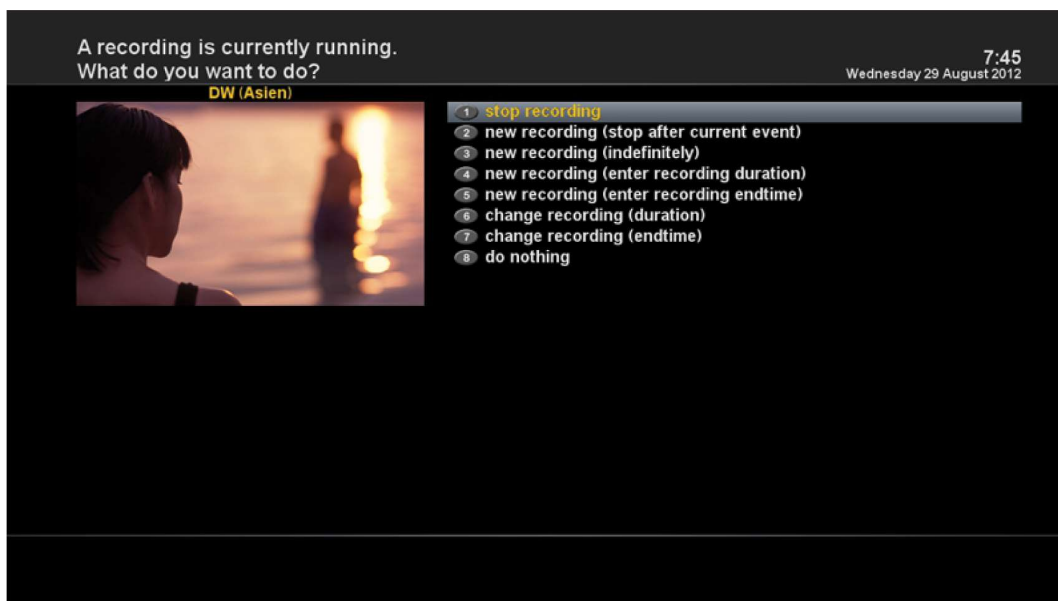 A recording is currently running.
What do you want to do?
7:45
Wednesday 29 August 2012
DW (Asien)
1 stop recording
2 new recording (stop after current event)
3 new recording (indefinitely)
4 new recording (enter recording duration)
5 new recording (enter recording endtime)
6 change recording (duration)
7 change recording (endtime)
8 do nothing